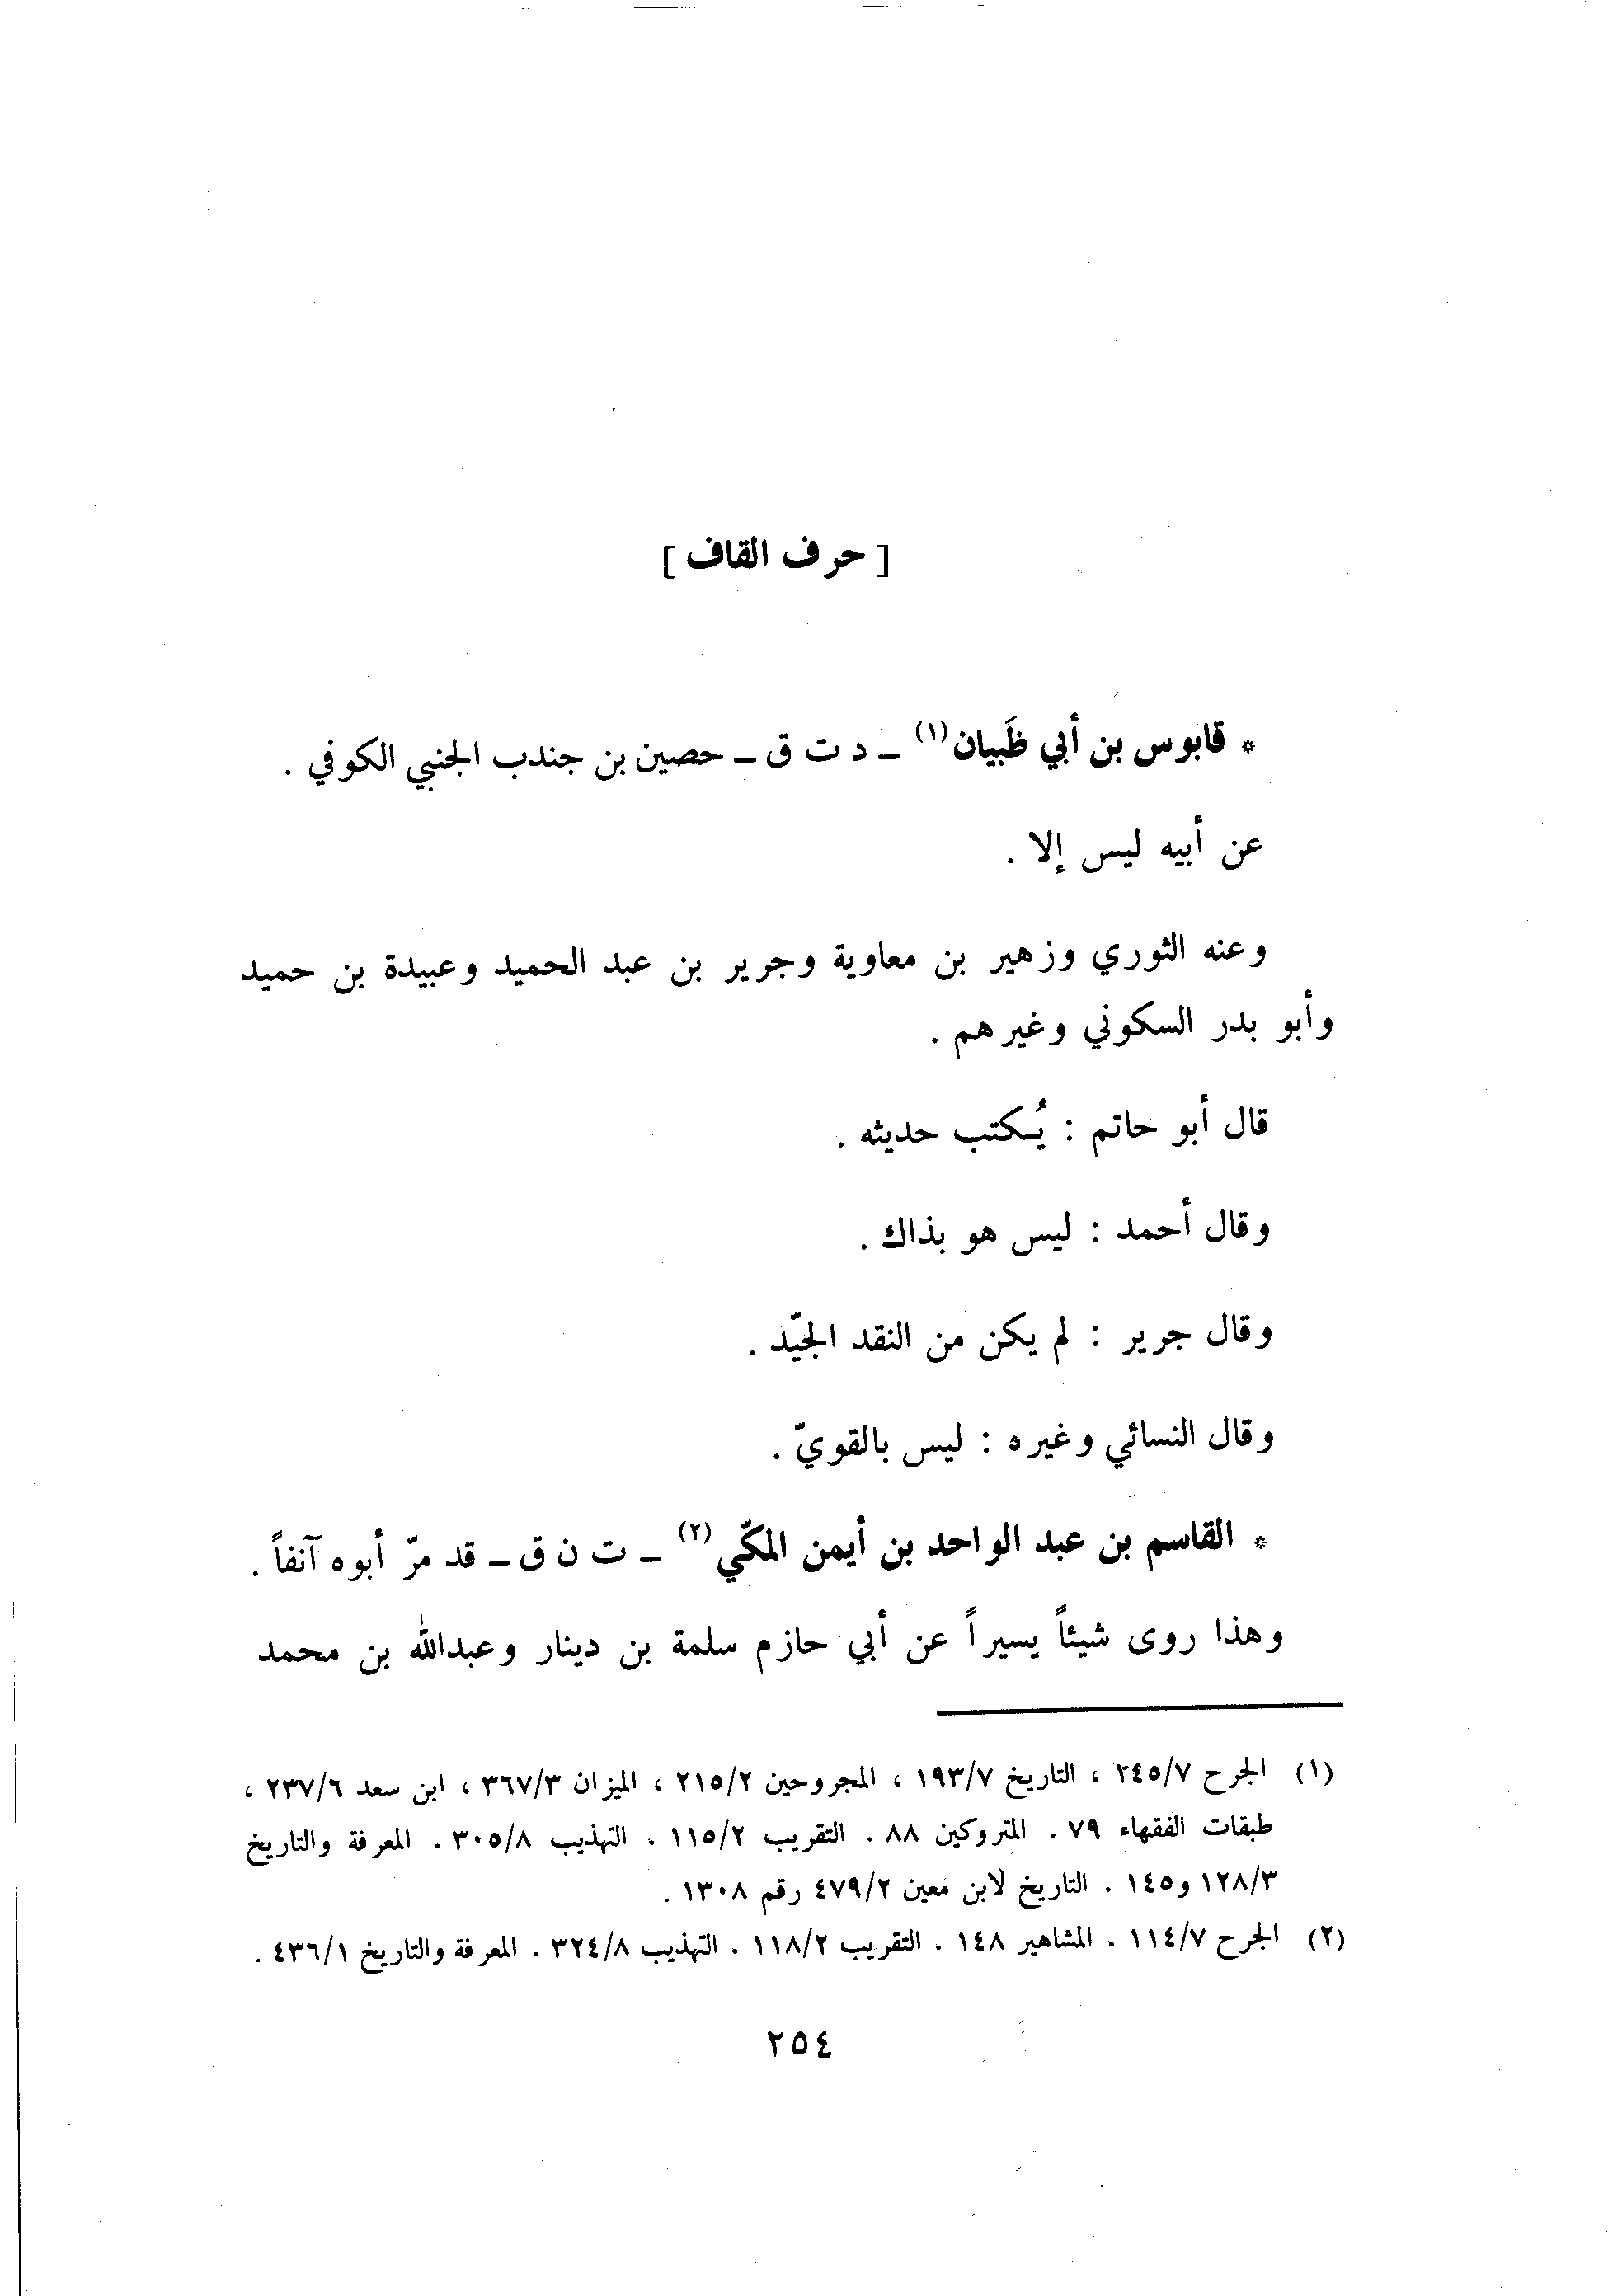 [ حرف القاف ]
* قابوس بن أبي ظَبيان(١) ــ د ت ق ــ حصين بن جندب الجنبي الكوفي .
عن أبيه ليس إلا .
وعنه الثوري وزهير بن معاوية وجرير بن عبد الحميد وعبيدة بن حميد
وأبو بدر السكوني وغيرهم .
قال أبو حاتم : يُكتب حديثه .
وقال أحمد : ليس هو بذاك .
وقال جرير : لم يكن من النقد الجيّد .
وقال النسائي وغيره : ليس بالقويّ .
* القاسم بن عبد الواحد بن أيمن المكّي(٢) ــ ت ن ق ــ قد مرّ أبوه آنفاً .
وهذا روى شيئاً يسيراً عن أبي حازم سلمة بن دينار وعبدالله بن محمد
(١) الجرح ٢٤٥/٧ ، التاريخ ١٩٣/٧ ، المجروحين ٢١٥/٢ ، الميزان ٣٦٧/٣ ، ابن سعد ٢٣٧/٦ ،
طبقات الفقهاء ٧٩ . المتروكين ٨٨ . التقريب ١١٥/٢ . التهذيب ٣٠٥/٨ . المعرفة والتاريخ
١٢٨/٣ و١٤٥ . التاريخ لابن معين ٤٧٩/٢ رقم ١٣٠٨ .
(٢) الجرح ١١٤/٧ . المشاهير ١٤٨ . التقريب ١١٨/٢ . التهذيب ٣٢٤/٨ . المعرفة والتاريخ ٤٣٦/١ .
٢٥٤